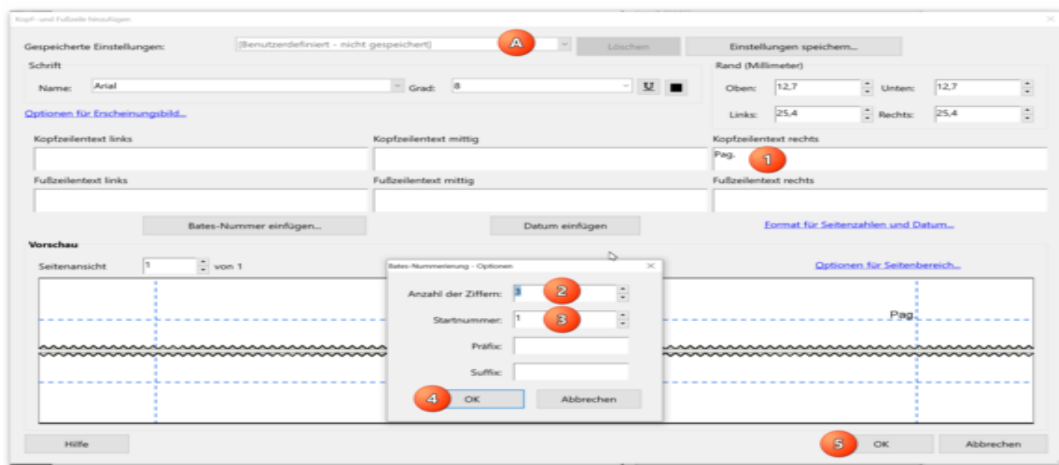 Kopf- und Fußzeile hinzufügen
Gespeicherte Einstellungen: [Benutzerdefiniert - nicht gespeichert] A Löschen Einstellungen speichern...
Schrift Rand (Millimeter)
Name: Arial Grad: 8 U Oben: 12,7 Unten: 12,7
Optionen für Erscheinungsbild... Links: 25,4 Rechts: 25,4
Kopfzeilentext links Kopfzeilentext mittig Kopfzeilentext rechts
Pag. 1
Fußzeilentext links Fußzeilentext mittig Fußzeilentext rechts
Bates-Nummer einfügen... Datum einfügen Format für Seitenzahlen und Datum...
Vorschau
Seitenansicht 1 von 1 Optionen für Seitenbereich...
Bates-Nummerierung - Optionen
Anzahl der Ziffern: 3 2
Startnummer: 1 3
Präfix:
Suffix:
4 OK Abbrechen
Pag.
Hilfe 5 OK Abbrechen